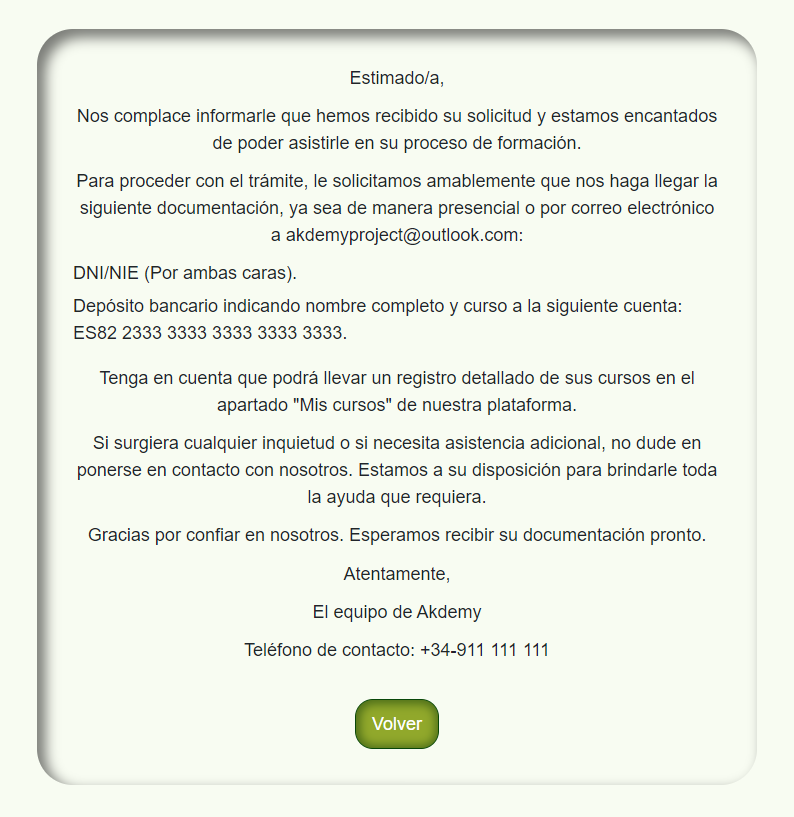 Estimado/a,
Nos complace informarle que hemos recibido su solicitud y estamos encantados
de poder asistirle en su proceso de formación.
Para proceder con el trámite, le solicitamos amablemente que nos haga llegar la
siguiente documentación, ya sea de manera presencial o por correo electrónico
a akdemyproject@outlook.com:
DNI/NIE (Por ambas caras).
Depósito bancario indicando nombre completo y curso a la siguiente cuenta:
ES82 2333 3333 3333 3333 3333.
Tenga en cuenta que podrá llevar un registro detallado de sus cursos en el
apartado "Mis cursos" de nuestra plataforma.
Si surgiera cualquier inquietud o si necesita asistencia adicional, no dude en
ponerse en contacto con nosotros. Estamos a su disposición para brindarle toda
la ayuda que requiera.
Gracias por confiar en nosotros. Esperamos recibir su documentación pronto.
Atentamente,
El equipo de Akdemy
Teléfono de contacto: +34-911 111 111
Volver